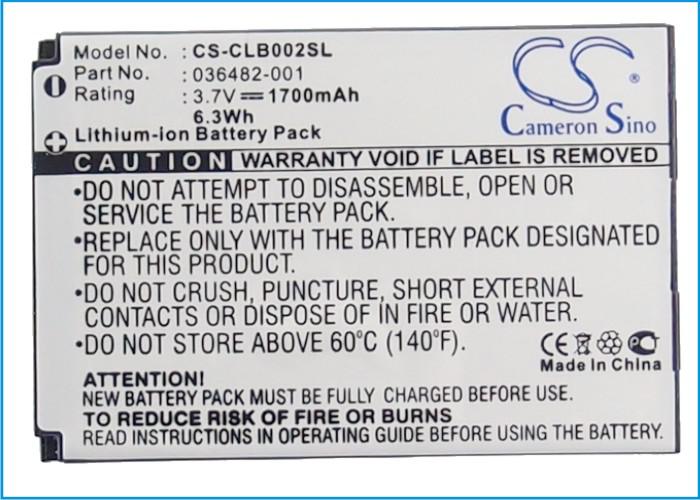 Model No. : CS-CLB002SL
Part No. : 036482-001
Rating : 3.7V⎓1700mAh
6.3Wh
Lithium-ion Battery Pack
CS
®
Cameron Sino
CAUTION WARRANTY VOID IF LABEL IS REMOVED
•DO NOT ATTEMPT TO DISASSEMBLE, OPEN OR
SERVICE THE BATTERY PACK.
•REPLACE ONLY WITH THE BATTERY PACK DESIGNATED
FOR THIS PRODUCT.
•DO NOT CRUSH, PUNCTURE, SHORT EXTERNAL
CONTACTS OR DISPOSE OF IN FIRE OR WATER.
•DO NOT STORE ABOVE 60°C (140°F).
CE
Made In China
ATTENTION!
NEW BATTERY PACK MUST BE FULLY CHARGED BEFORE USE.
TO REDUCE RISK OF FIRE OR BURNS
READ OPERATING GUIDE BEFORE USING BATTERY